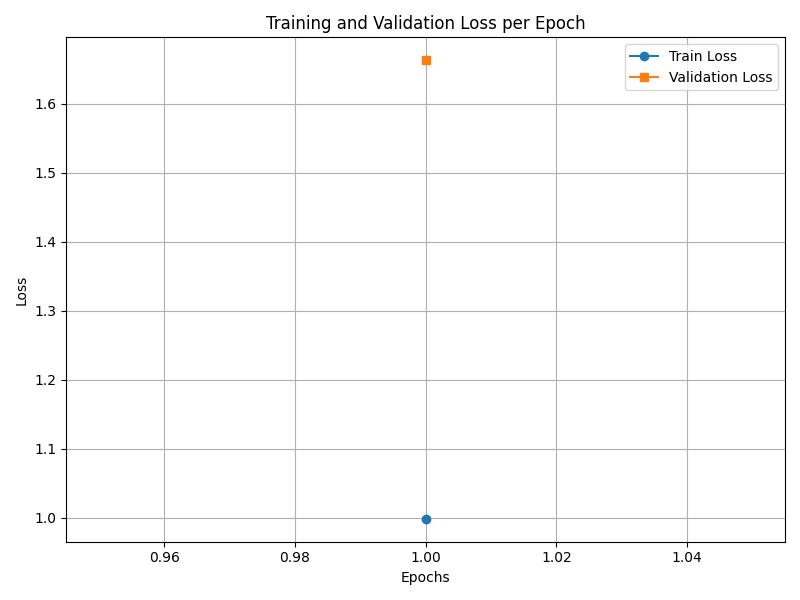 Training and Validation Loss per Epoch
Train Loss
Validation Loss
1.6
1.5
1.4
1.3
1.2
1.1
1.0
Loss
0.96 0.98 1.00 1.02 1.04
Epochs